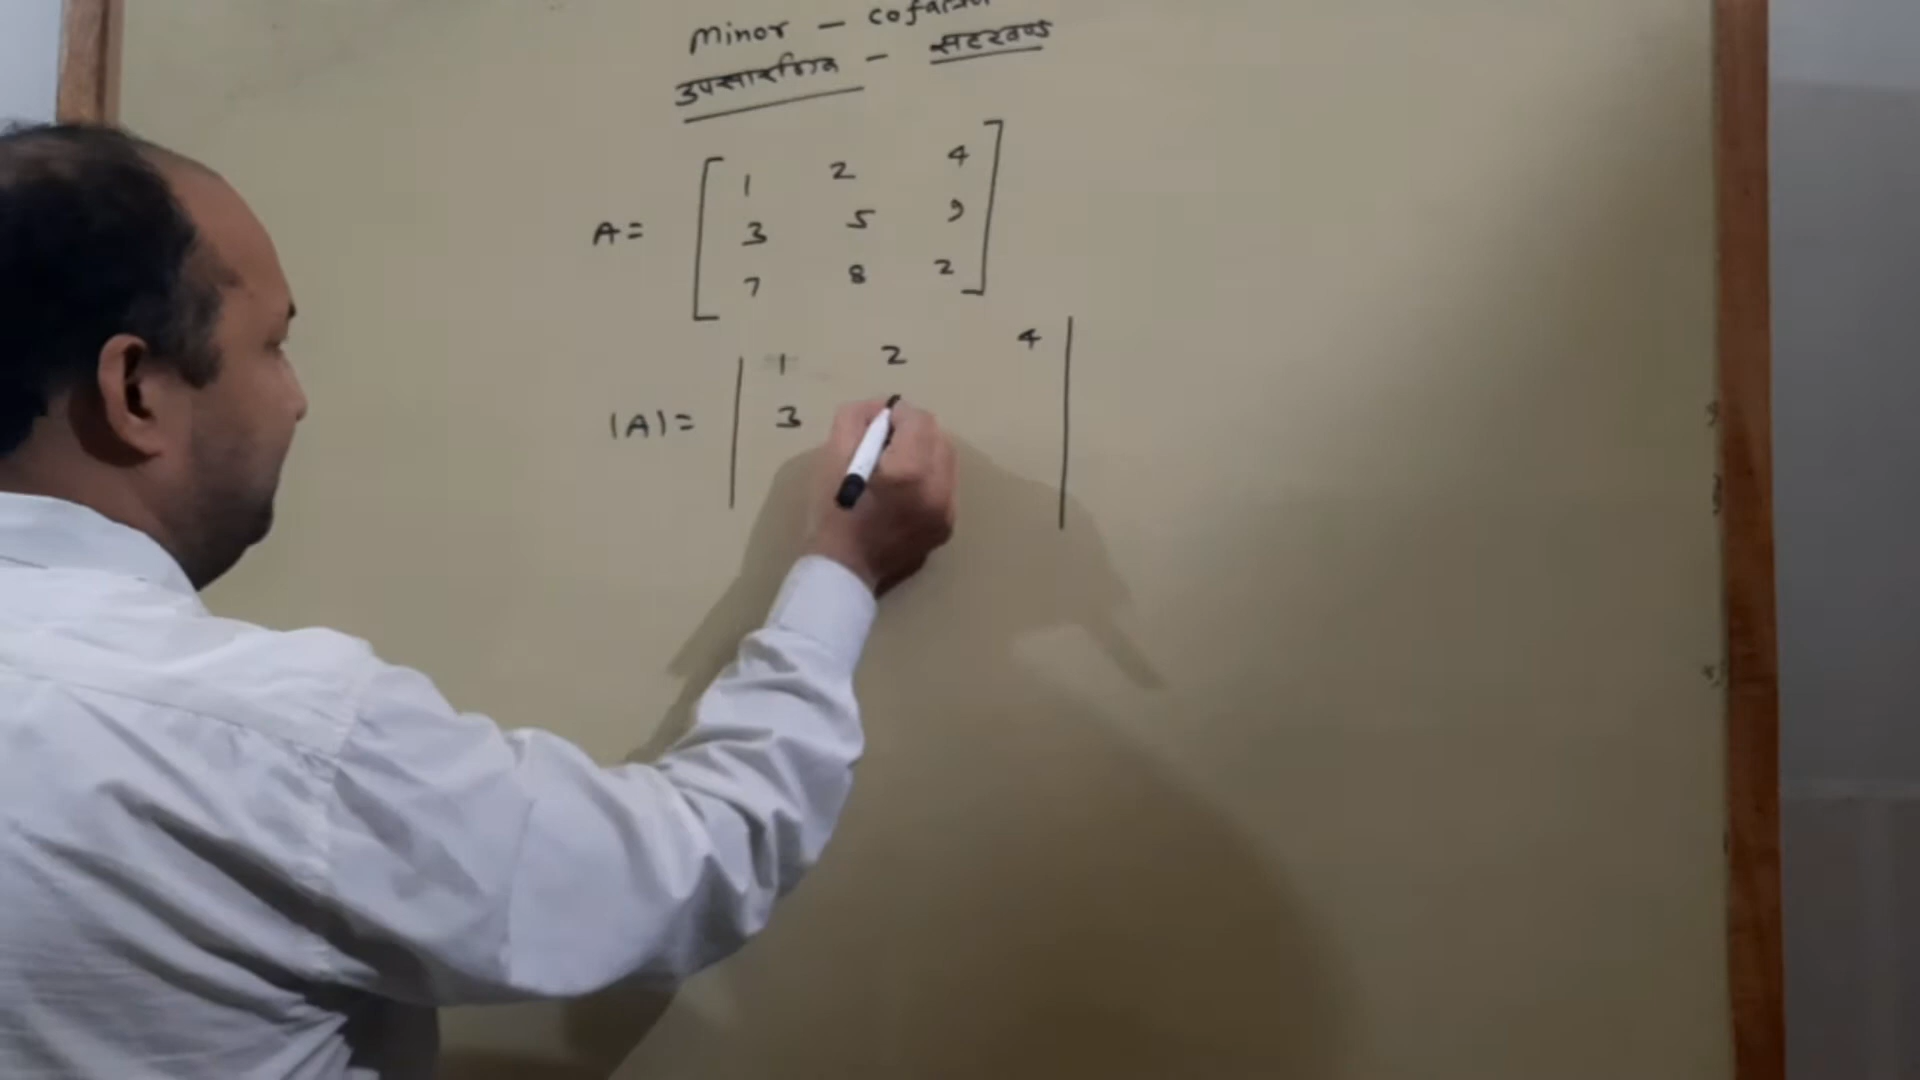 Minor - cofactor
उपसारणिक - सहखण्ड
A = [ 1 2 4
3 5 9
7 8 2 ]
|A| = | 1 2 4 |
3